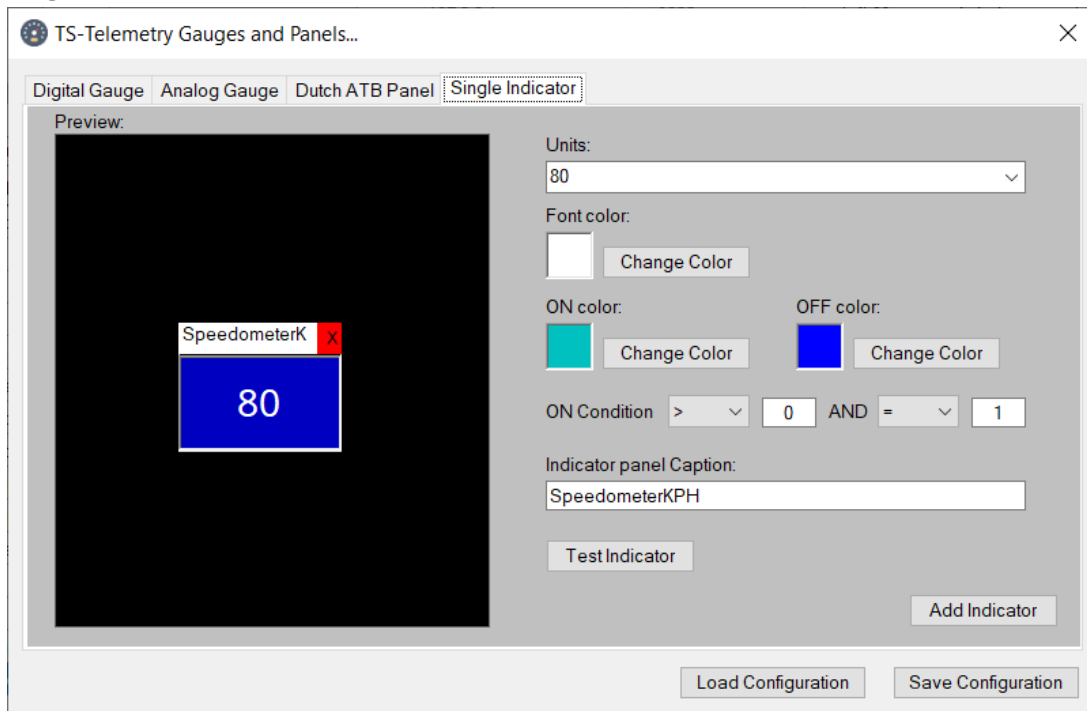 TS-Telemetry Gauges and Panels...
Digital Gauge Analog Gauge Dutch ATB Panel Single Indicator
Preview:
SpeedometerK X
80
Units:
80
Font color:
Change Color
ON color: OFF color:
Change Color Change Color
ON Condition > 0 AND = 1
Indicator panel Caption:
SpeedometerKPH
Test Indicator
Add Indicator
Load Configuration Save Configuration